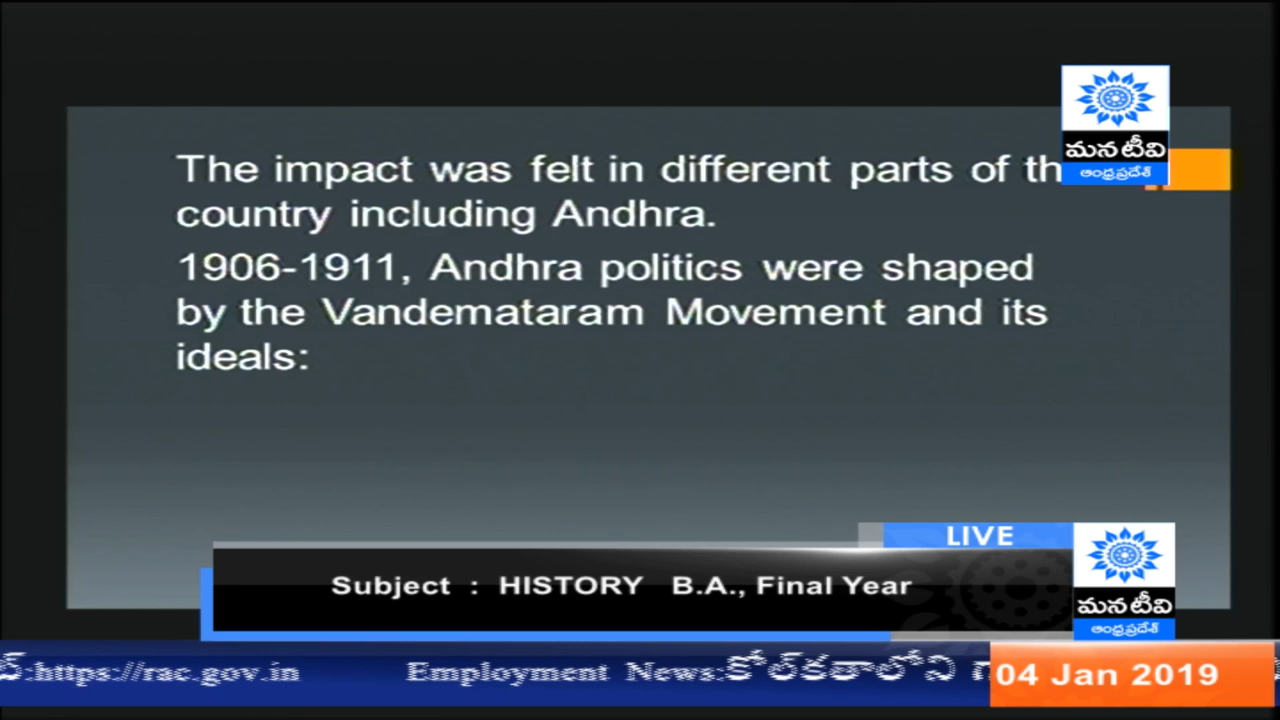 The impact was felt in different parts of th
country including Andhra.
1906-1911, Andhra politics were shaped
by the Vandemataram Movement and its
ideals:
మన టీవి
ఆంధ్రప్రదేశ్
LIVE
Subject : HISTORY B.A., Final Year
మన టీవి
ఆంధ్రప్రదేశ్
https://rac.gov.in Employment News:కోల్‌కతాలోని
04 Jan 2019